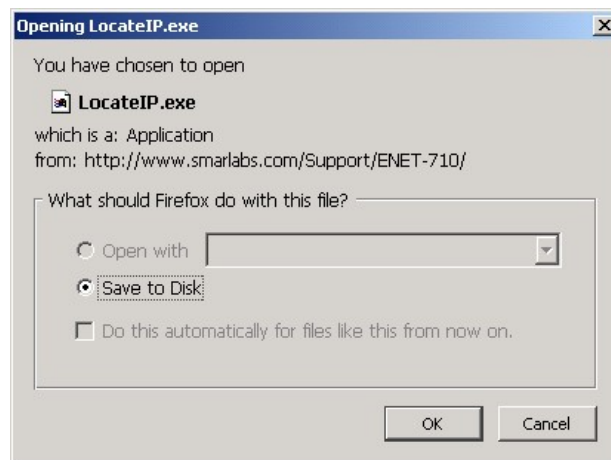 Opening LocateIP.exe
You have chosen to open
LocateIP.exe
which is a: Application
from: http://www.smarlabs.com/Support/ENET-710/
What should Firefox do with this file?
Open with
Save to Disk
Do this automatically for files like this from now on.
OK Cancel